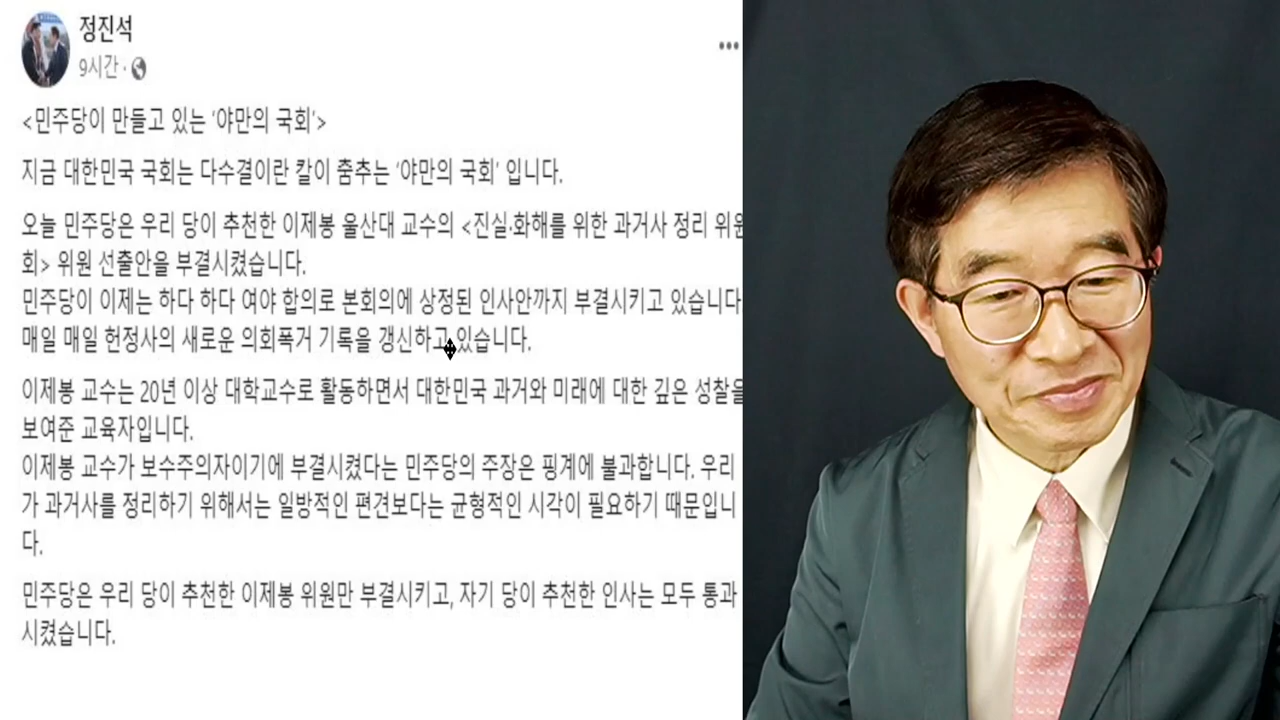 정진석
9시간 ·
<민주당이 만들고 있는 '야만의 국회'>
지금 대한민국 국회는 다수결이란 칼이 춤추는 '야만의 국회' 입니다.
오늘 민주당은 우리 당이 추천한 이제봉 울산대 교수의 <진실·화해를 위한 과거사 정리 위원
회> 위원 선출안을 부결시켰습니다.
민주당이 이제는 하다 하다 여야 합의로 본회의에 상정된 인사안까지 부결시키고 있습니다
매일 매일 헌정사의 새로운 의회폭거 기록을 갱신하고 있습니다.
이제봉 교수는 20년 이상 대학교수로 활동하면서 대한민국 과거와 미래에 대한 깊은 성찰을
보여준 교육자입니다.
이제봉 교수가 보수주의자이기에 부결시켰다는 민주당의 주장은 핑계에 불과합니다. 우리
가 과거사를 정리하기 위해서는 일방적인 편견보다는 균형적인 시각이 필요하기 때문입니
다.
민주당은 우리 당이 추천한 이제봉 위원만 부결시키고, 자기 당이 추천한 인사는 모두 통과
시켰습니다.